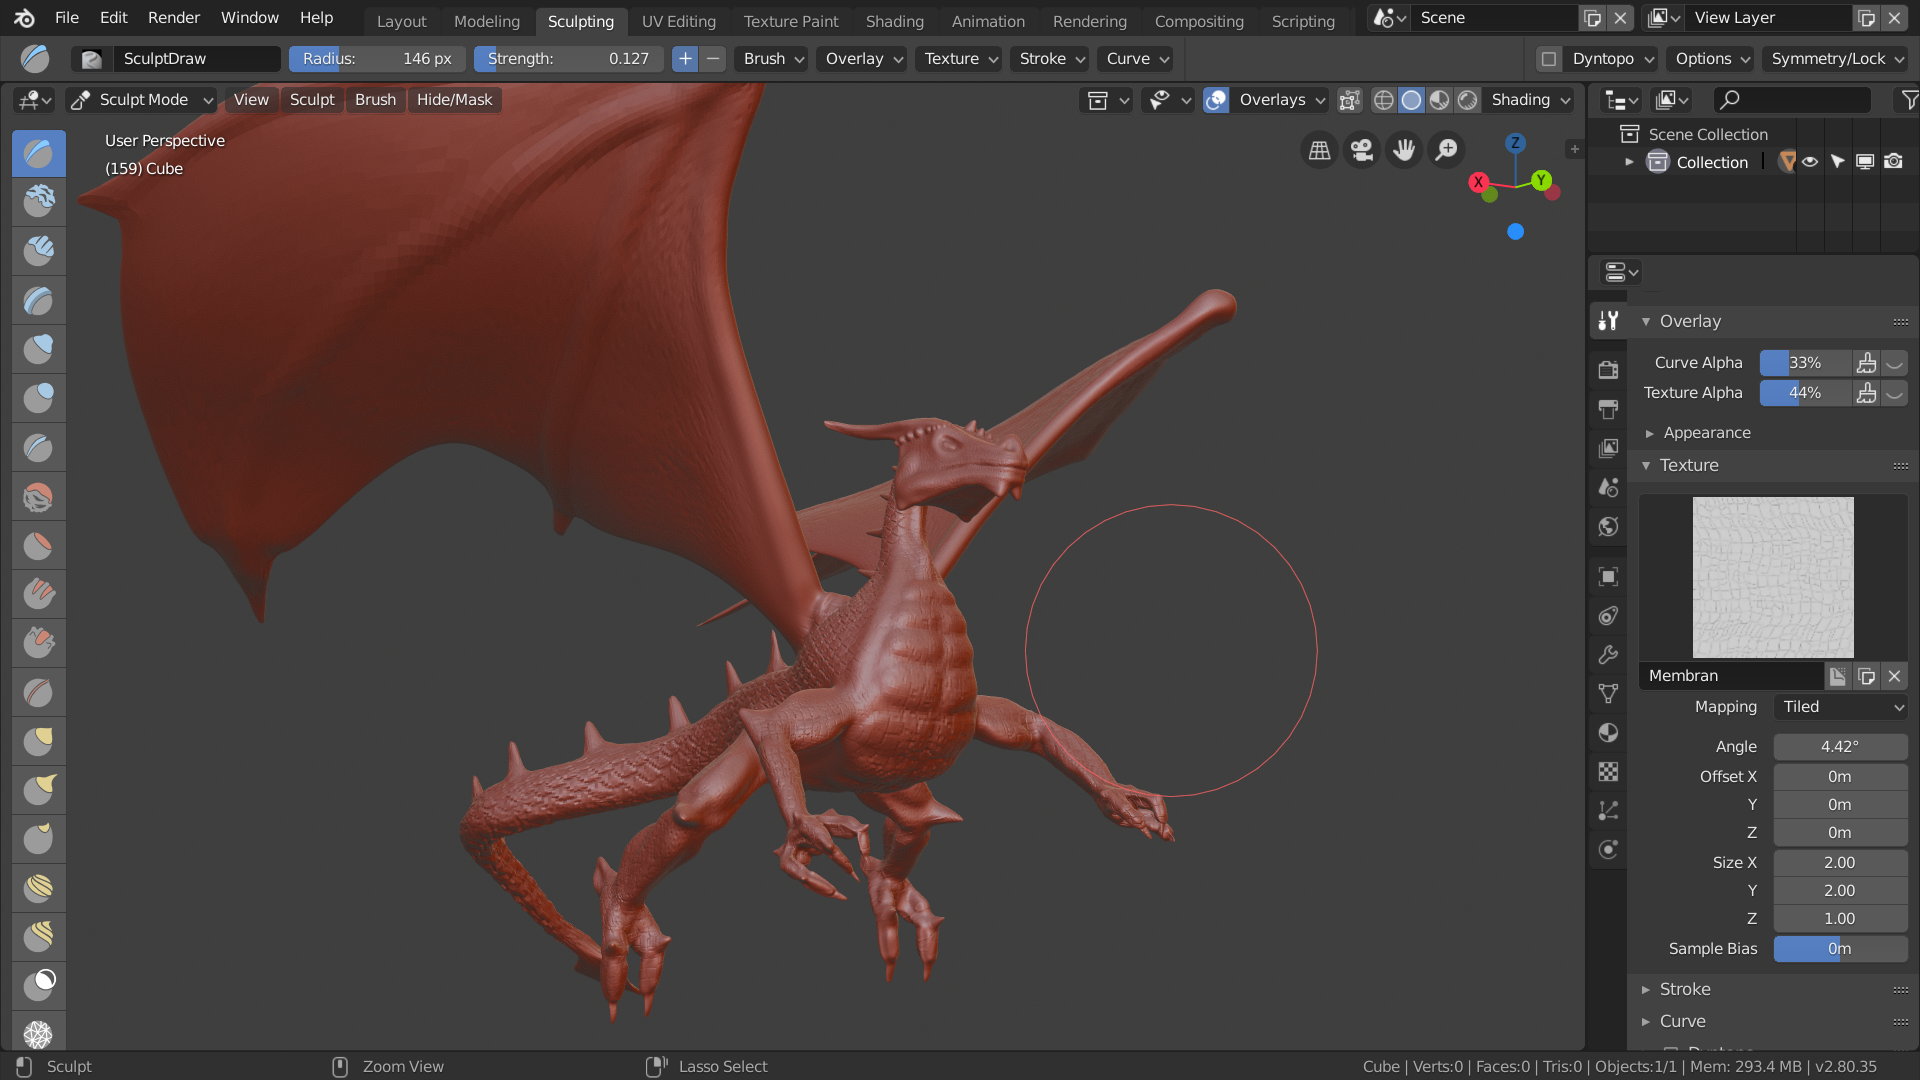 File Edit Render Window Help Layout Modeling Sculpting UV Editing Texture Paint Shading Animation Rendering Compositing Scripting Scene View Layer
SculptDraw Radius: 146 px Strength: 0.127 Brush Overlay Texture Stroke Curve Dyntopo Options Symmetry/Lock
Sculpt Mode View Sculpt Brush Hide/Mask Overlays Shading
User Perspective
(159) Cube
Z
X
Y
Scene Collection
Collection
Overlay
Curve Alpha 33%
Texture Alpha 44%
Appearance
Texture
Membran
Mapping Tiled
Angle 4.42°
Offset X 0m
Y 0m
Z 0m
Size X 2.00
Y 2.00
Z 1.00
Sample Bias 0m
Stroke
Curve
Sculpt Zoom View Lasso Select Cube | Verts:0 | Faces:0 | Tris:0 | Objects:1/1 | Mem: 293.4 MB | v2.80.35